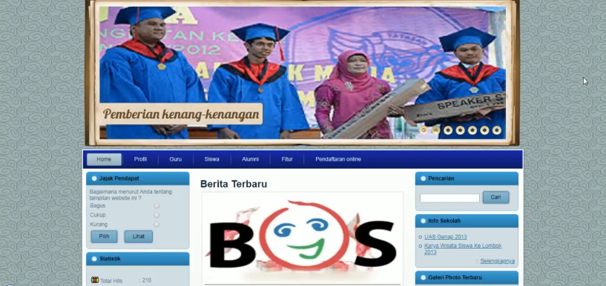 Pemberian kenang-kenangan
SPEAKER S
Home
Profil
Guru
Siswa
Alumni
Fitur
Pendaftaran online
Jajak Pendapat
Bagaimana menurut Anda tentang
tampilan website ini ?
Bagus
Cukup
Kurang
Pilih
Lihat
Statistik
Total Hits : 210
Berita Terbaru
BOS
Pencarian
Cari
Info Sekolah
UAS Genap 2013
Karya Wisata Siswa Ke Lombok
2013
Selengkapnya
Galeri Photo Terbaru